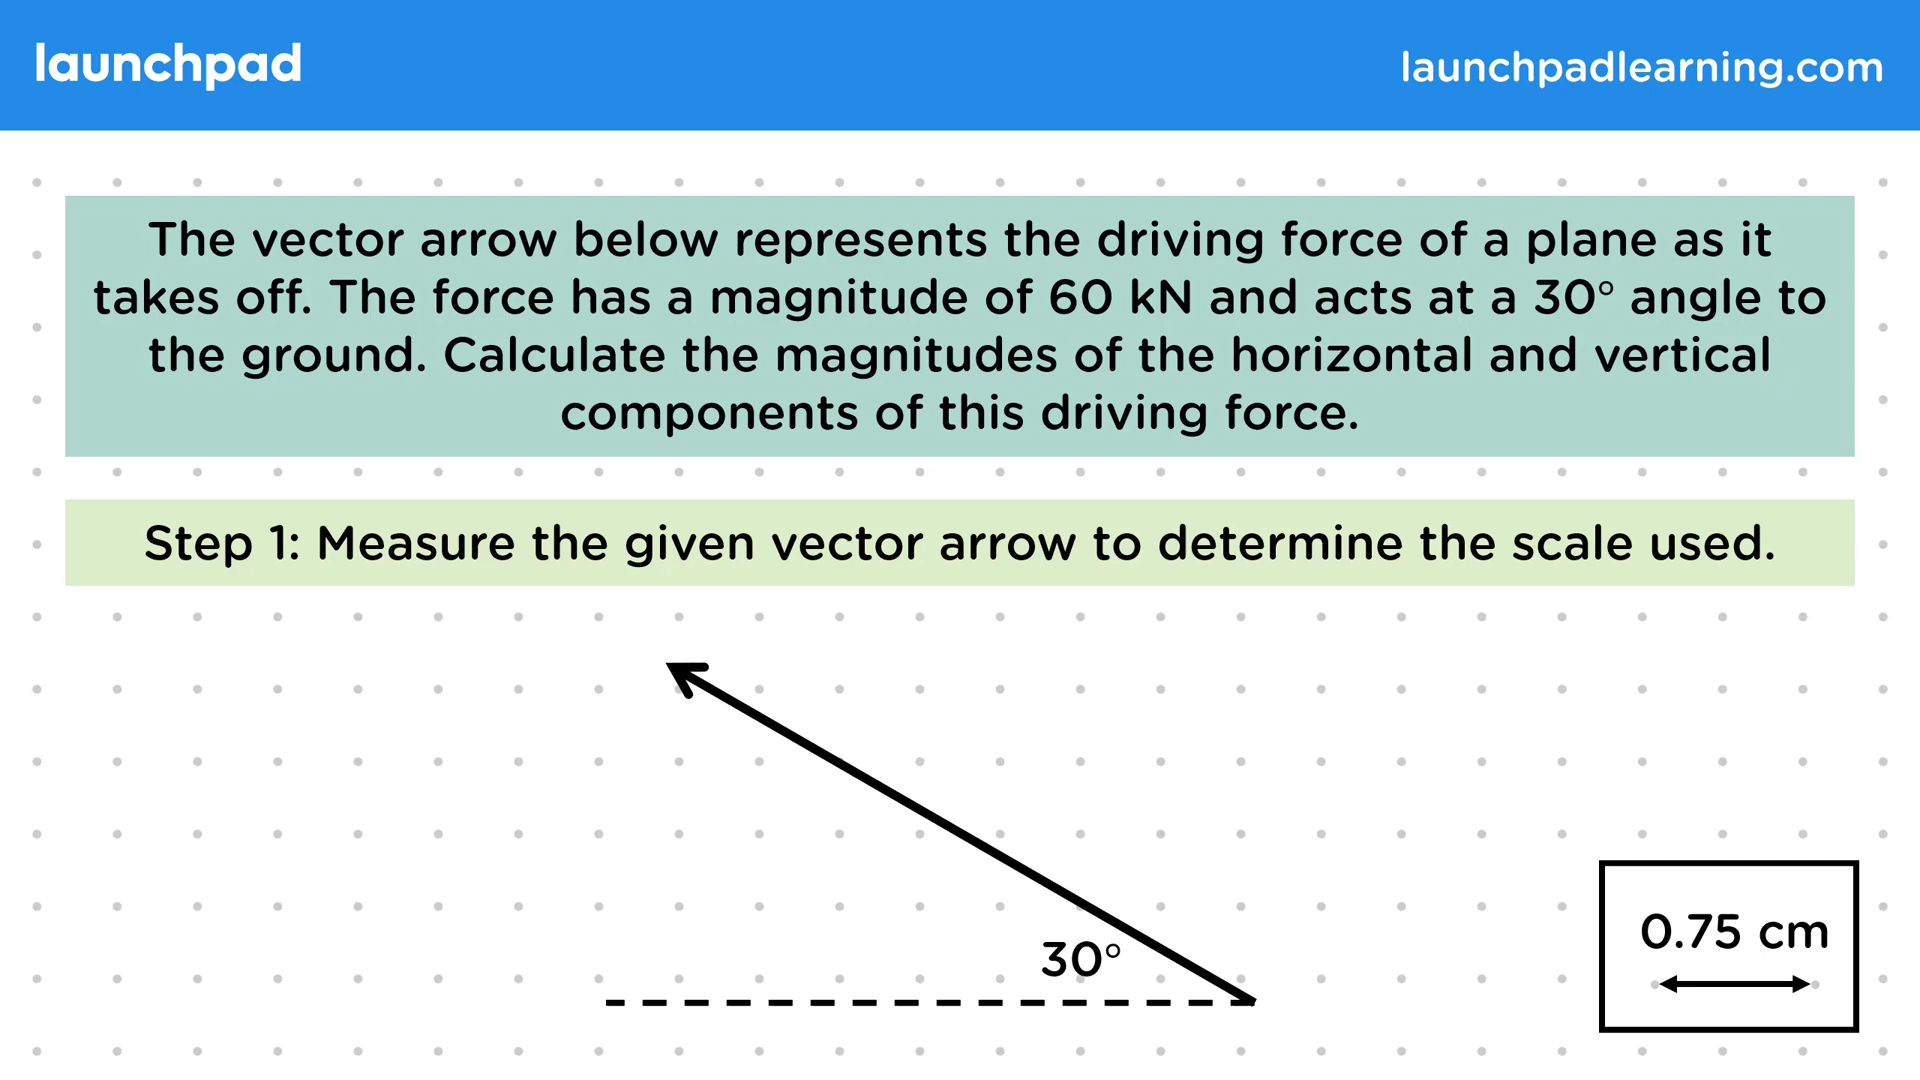 launchpad
launchpadlearning.com
The vector arrow below represents the driving force of a plane as it
takes off. The force has a magnitude of 60 kN and acts at a 30° angle to
the ground. Calculate the magnitudes of the horizontal and vertical
components of this driving force.
Step 1: Measure the given vector arrow to determine the scale used.
30°
0.75 cm